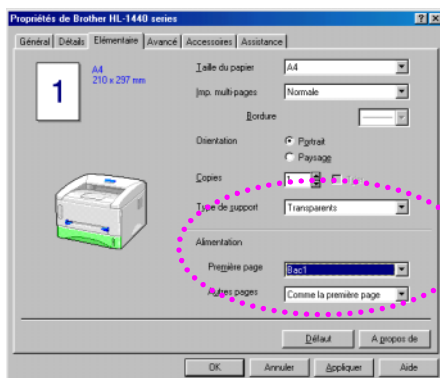 Propriétés de Brother HL-1440 series
Général Détails Elémentaire Avancé Accessoires Assistance
1
A4
210 x 297 mm
Taille du papier A4
Imp. multi-pages Normale
Bordure
Orientation Portrait
Paysage
Copies 1
Type de support Transparents
Alimentation
Première page Bac1
Autres pages Comme la première page
Défaut A propos de
OK Annuler Appliquer Aide